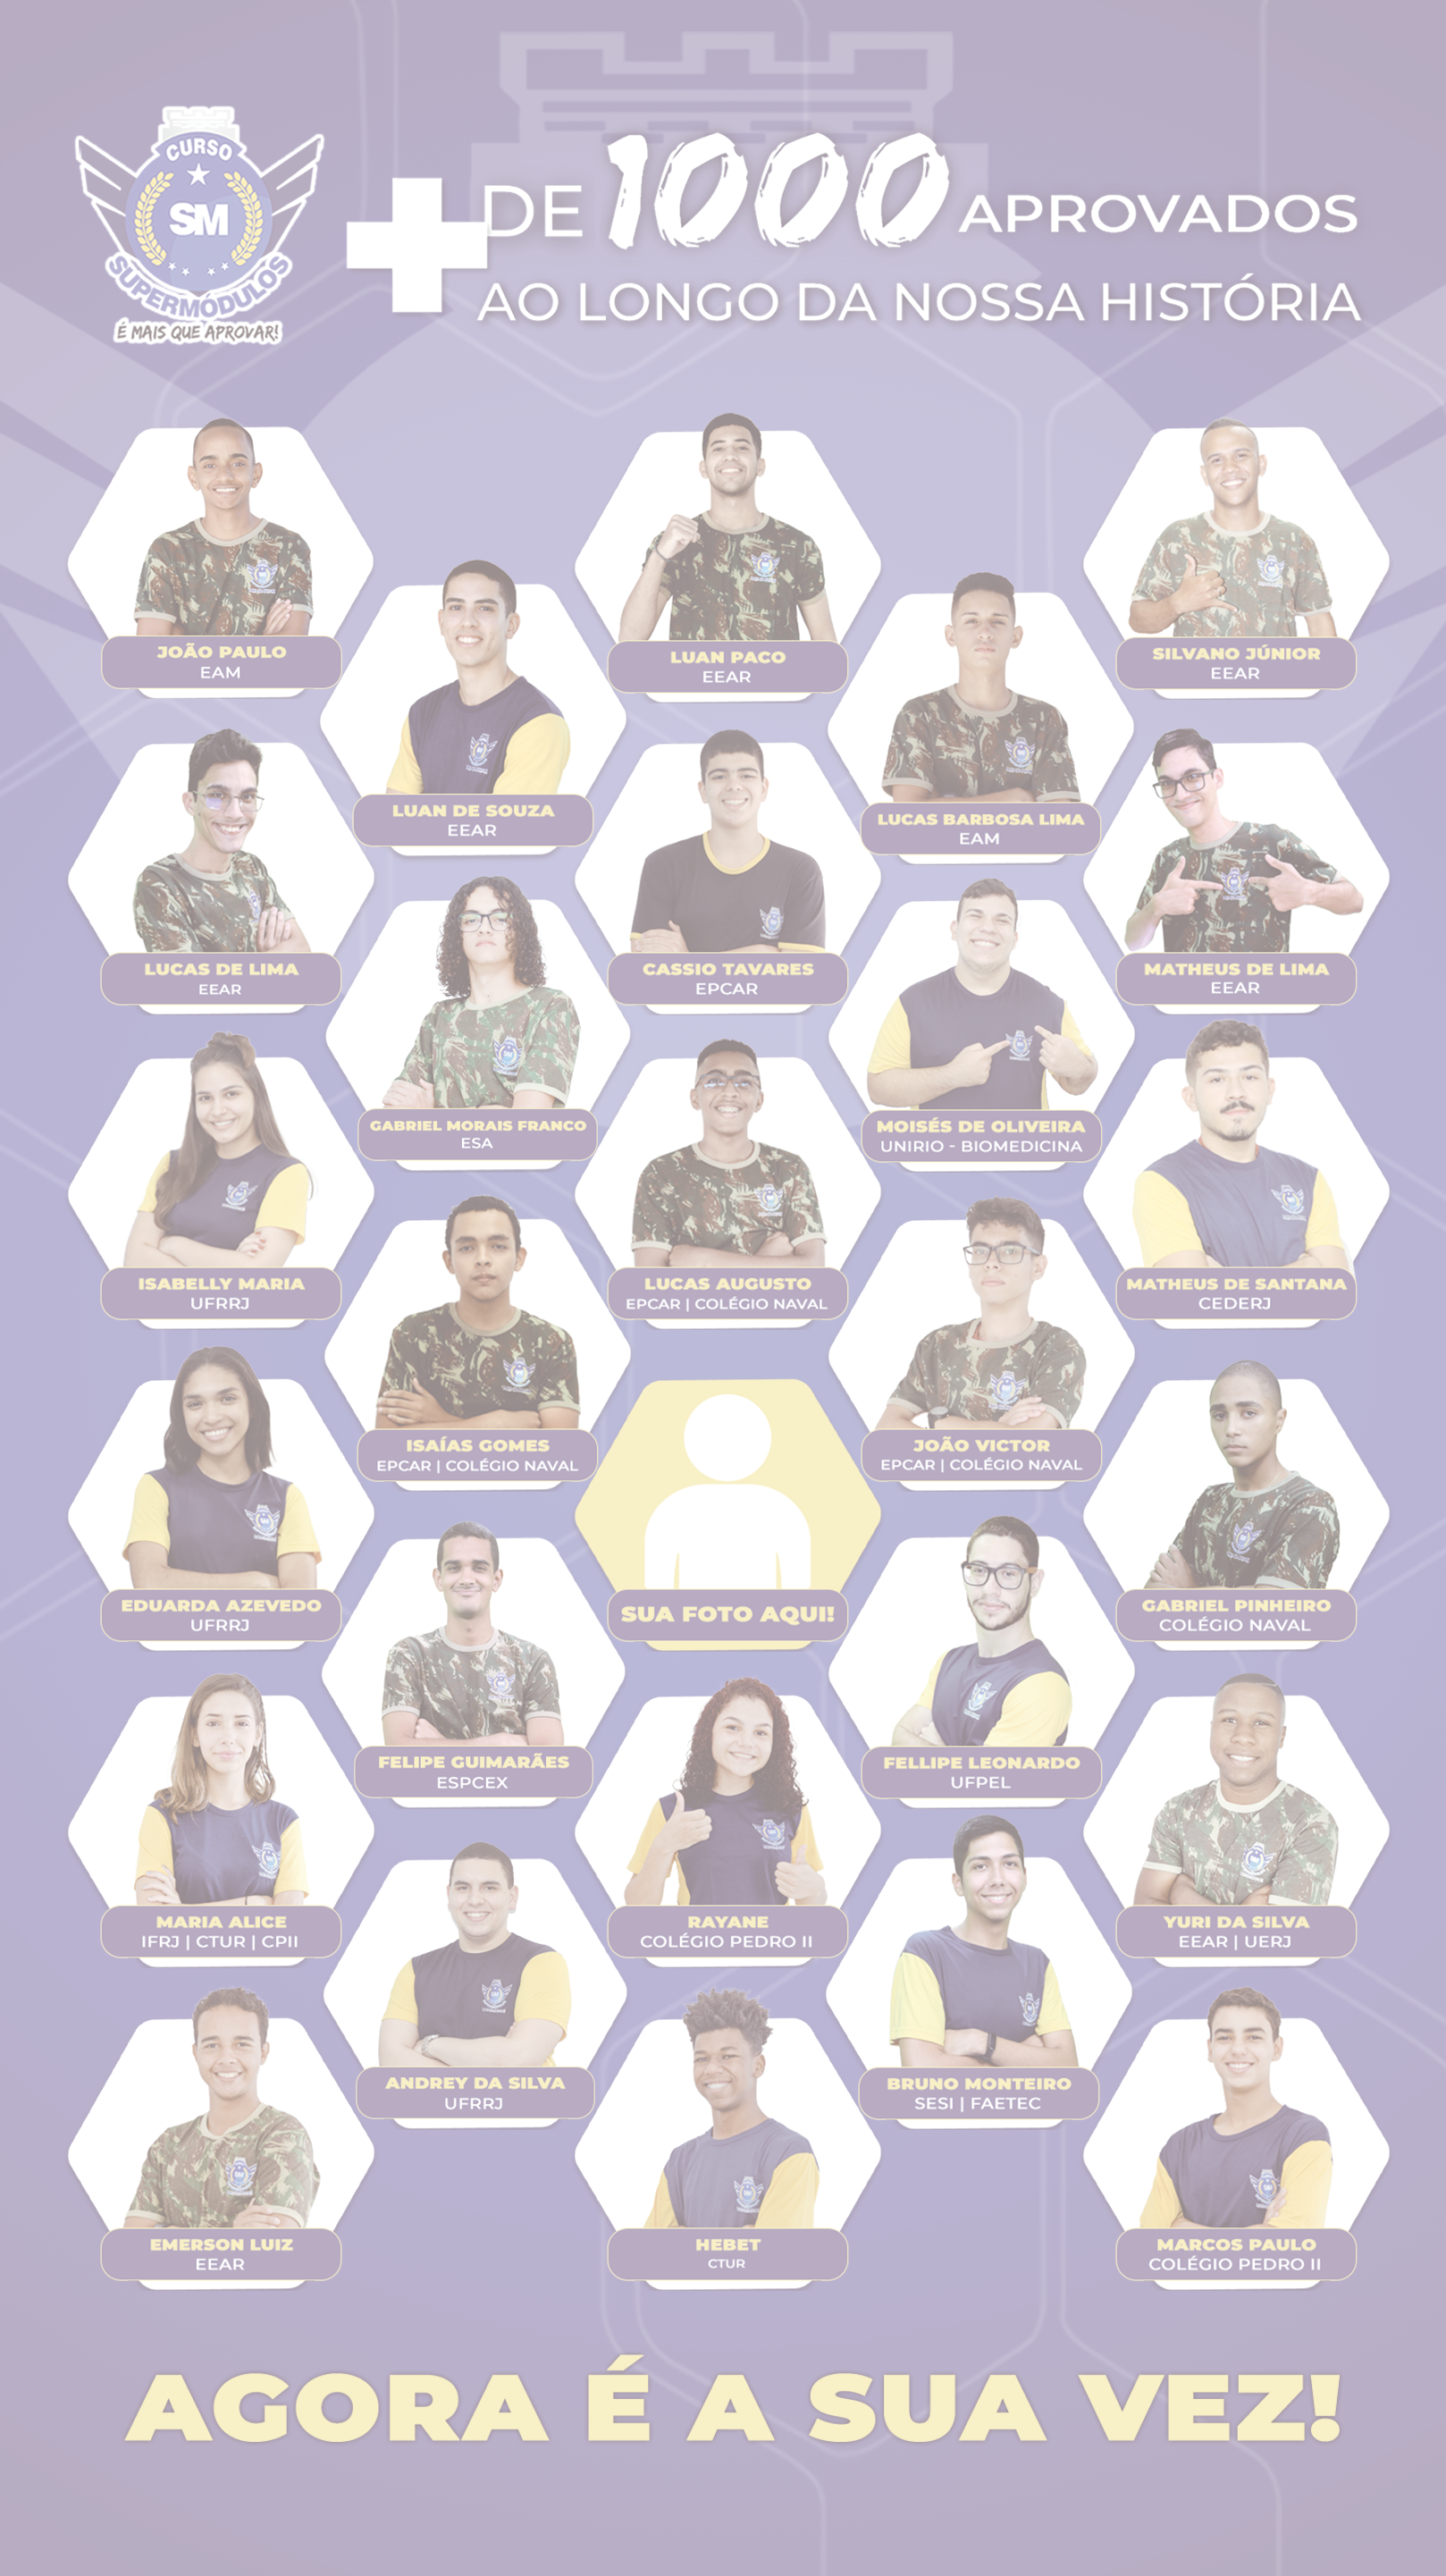 CURSO
SM
SUPERMÓDULOS
É MAIS QUE APROVAR!
+DE 1000 APROVADOS
AO LONGO DA NOSSA HISTÓRIA
JOÃO PAULO
EAM
LUAN PACO
EEAR
SILVANO JÚNIOR
EEAR
LUAN DE SOUZA
EEAR
LUCAS BARBOSA LIMA
EAM
LUCAS DE LIMA
EEAR
CASSIO TAVARES
EPCAR
MATHEUS DE LIMA
EEAR
GABRIEL MORAIS FRANCO
ESA
MOISÉS DE OLIVEIRA
UNIRIO - BIOMEDICINA
ISABELLY MARIA
UFRRJ
LUCAS AUGUSTO
EPCAR | COLÉGIO NAVAL
MATHEUS DE SANTANA
CEDERJ
ISAÍAS GOMES
EPCAR | COLÉGIO NAVAL
JOÃO VICTOR
EPCAR | COLÉGIO NAVAL
EDUARDA AZEVEDO
UFRRJ
SUA FOTO AQUI!
GABRIEL PINHEIRO
COLÉGIO NAVAL
FELIPE GUIMARÃES
ESPCEX
FELLIPE LEONARDO
UFPEL
MARIA ALICE
IFRJ | CTUR | CPII
RAYANE
COLÉGIO PEDRO II
YURI DA SILVA
EEAR | UERJ
ANDREY DA SILVA
UFRRJ
BRUNO MONTEIRO
SESI | FAETEC
EMERSON LUIZ
EEAR
HEBET
CTUR
MARCOS PAULO
COLÉGIO PEDRO II
AGORA É A SUA VEZ!